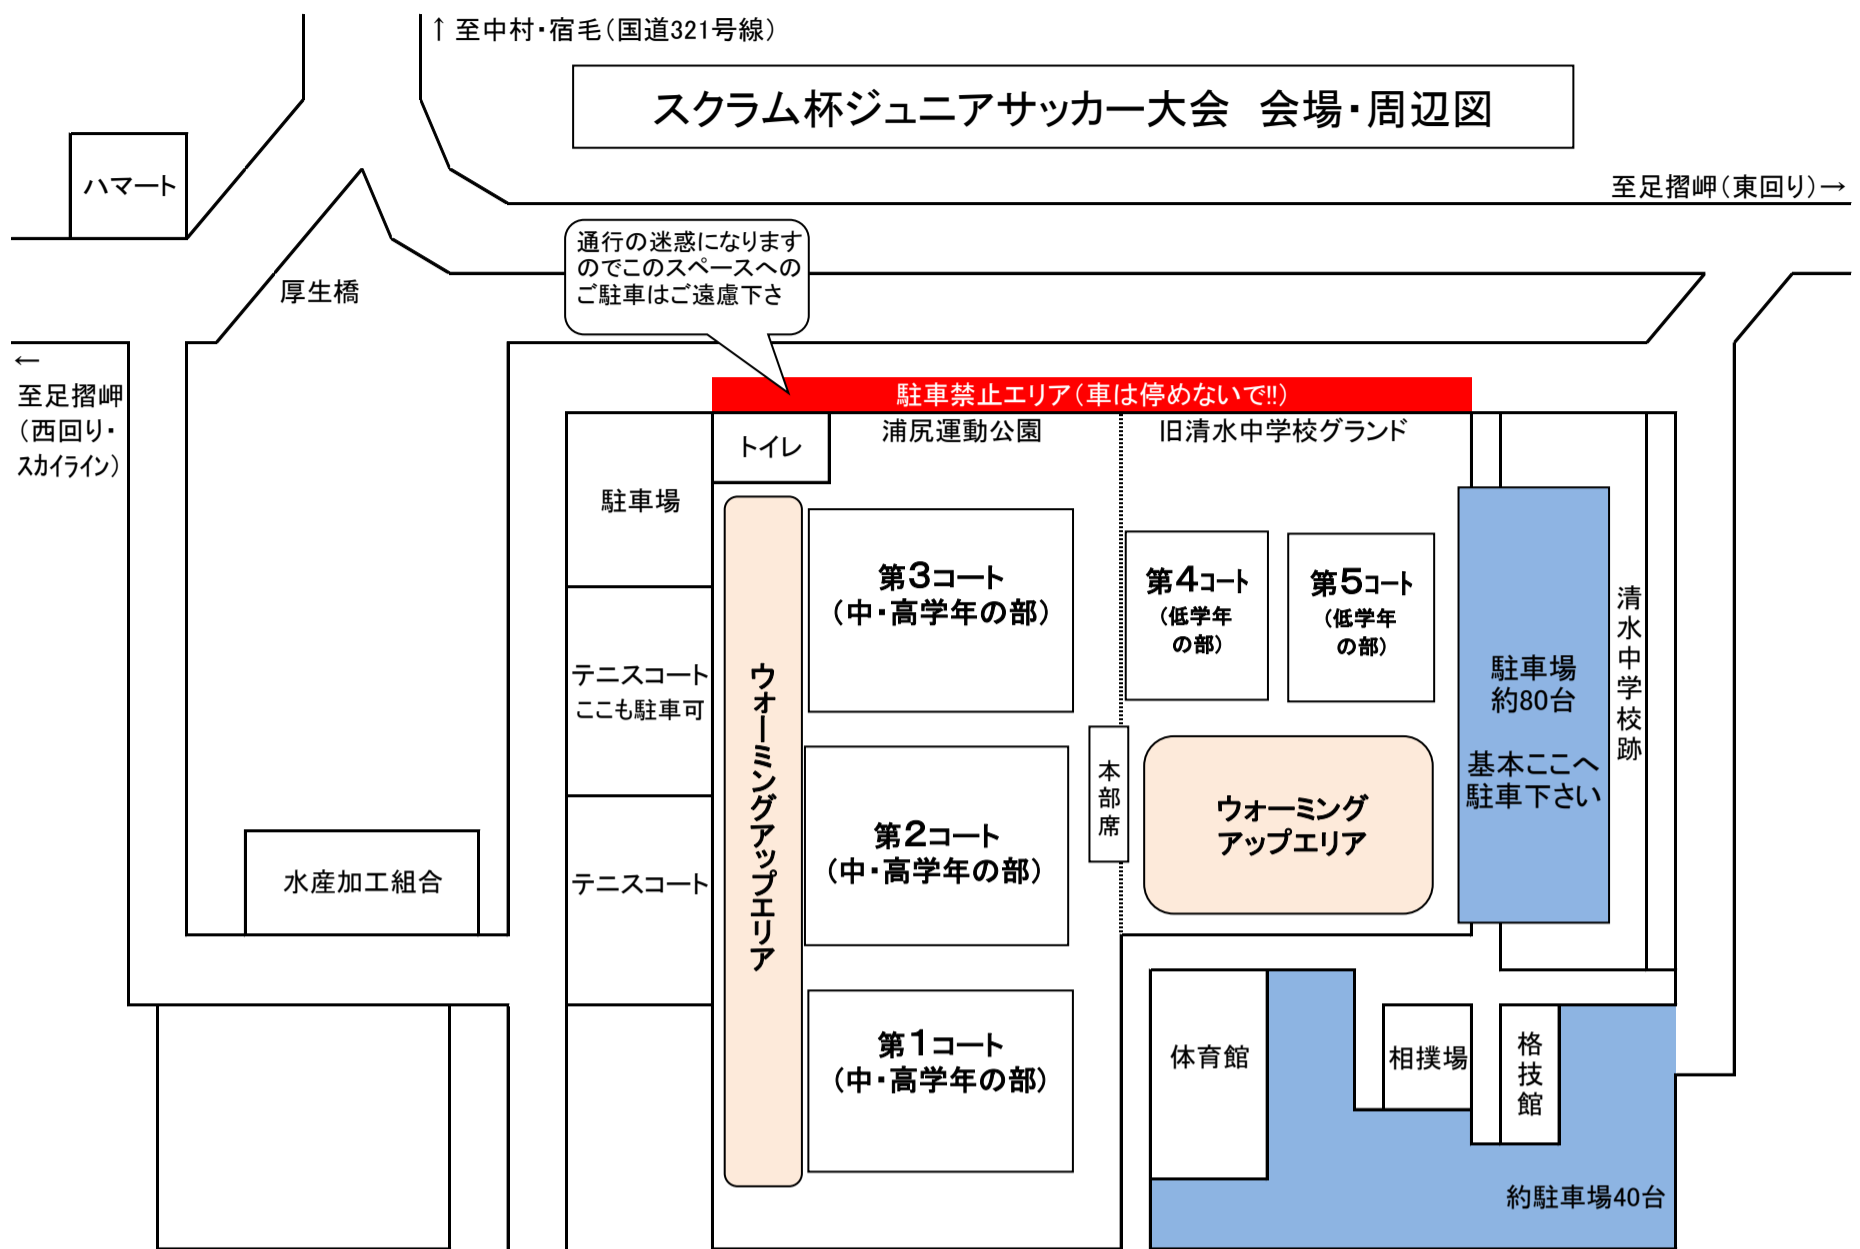 ↑ 至中村・宿毛（国道321号線）
スクラム杯ジュニアサッカー大会　会場・周辺図
ハマート
至足摺岬（東回り）→
通行の迷惑になります
のでこのスペースへの
ご駐車はご遠慮下さ
厚生橋
←
至足摺岬
（西回り・
スカイライン）
駐車禁止エリア（車は停めないで!!）
トイレ
浦尻運動公園
旧清水中学校グランド
駐車場
第3コート
（中・高学年の部）
第4コート
（低学年
の部）
第5コート
（低学年
の部）
清水中学校跡
テニスコート
ここも駐車可
ウォーミングアップエリア
駐車場
約80台
基本ここへ
駐車下さい
本部席
ウォーミング
アップエリア
第2コート
（中・高学年の部）
水産加工組合
テニスコート
第1コート
（中・高学年の部）
体育館
相撲場
格技館
約駐車場40台